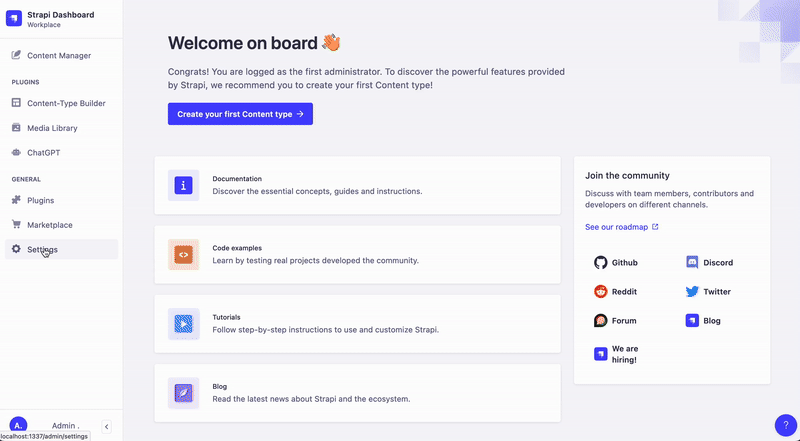 Strapi Dashboard
Workplace
Content Manager
PLUGINS
Content-Type Builder
Media Library
ChatGPT
GENERAL
Plugins
Marketplace
Settings
A.
Admin .
localhost:1337/admin/settings
Welcome on board
Congrats! You are logged as the first administrator. To discover the powerful features provided
by Strapi, we recommend you to create your first Content type!
Create your first Content type
Documentation
Discover the essential concepts, guides and instructions.
Code examples
Learn by testing real projects developed the community.
Tutorials
Follow step-by-step instructions to use and customize Strapi.
Blog
Read the latest news about Strapi and the ecosystem.
Join the community
Discuss with team members, contributors and
developers on different channels.
See our roadmap
Github
Discord
Reddit
Twitter
Forum
Blog
We are
hiring!
?